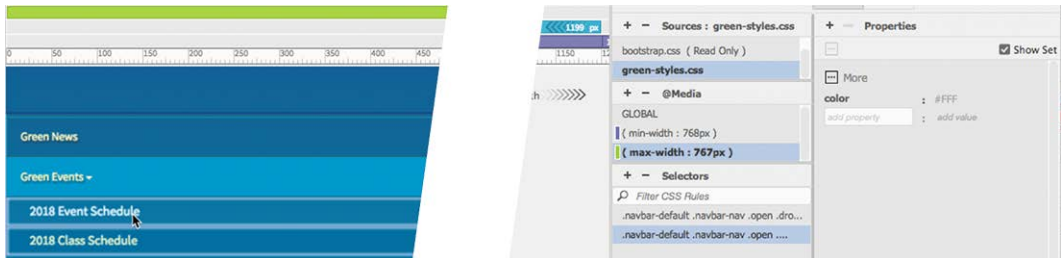 0 50 100 150 200 250 300 350 400 450
Green News
Green Events
2018 Event Schedule
2018 Class Schedule
1199 px
1150
th
+ − Sources : green-styles.css
bootstrap.css ( Read Only )
green-styles.css
+ − @Media
GLOBAL
( min-width : 768px )
( max-width : 767px )
+ − Selectors
Filter CSS Rules
.navbar-default .navbar-nav .open .dro...
.navbar-default .navbar-nav .open ....
+ − Properties
Show Set
More
color : #FFF
add property : add value